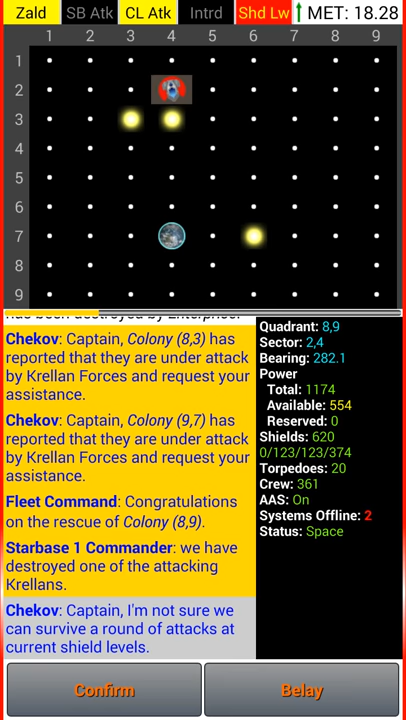 Zald SB Atk CL Atk Intrd Shd Lw MET: 18.28
1 2 3 4 5 6 7 8 9
1
2
3
4
5
6
7
8
9
has been destroyed by Enterprise.
Chekov: Captain, Colony (8,3) has
reported that they are under attack
by Krellan Forces and request your
assistance.
Chekov: Captain, Colony (9,7) has
reported that they are under attack
by Krellan Forces and request your
assistance.
Fleet Command: Congratulations
on the rescue of Colony (8,9).
Starbase 1 Commander: we have
destroyed one of the attacking
Krellans.
Chekov: Captain, I'm not sure we
can survive a round of attacks at
current shield levels.
Quadrant: 8,9
Sector: 2,4
Bearing: 282.1
Power
Total: 1174
Available: 554
Reserved: 0
Shields: 620
0/123/123/374
Torpedoes: 20
Crew: 361
AAS: On
Systems Offline: 2
Status: Space
Confirm Belay